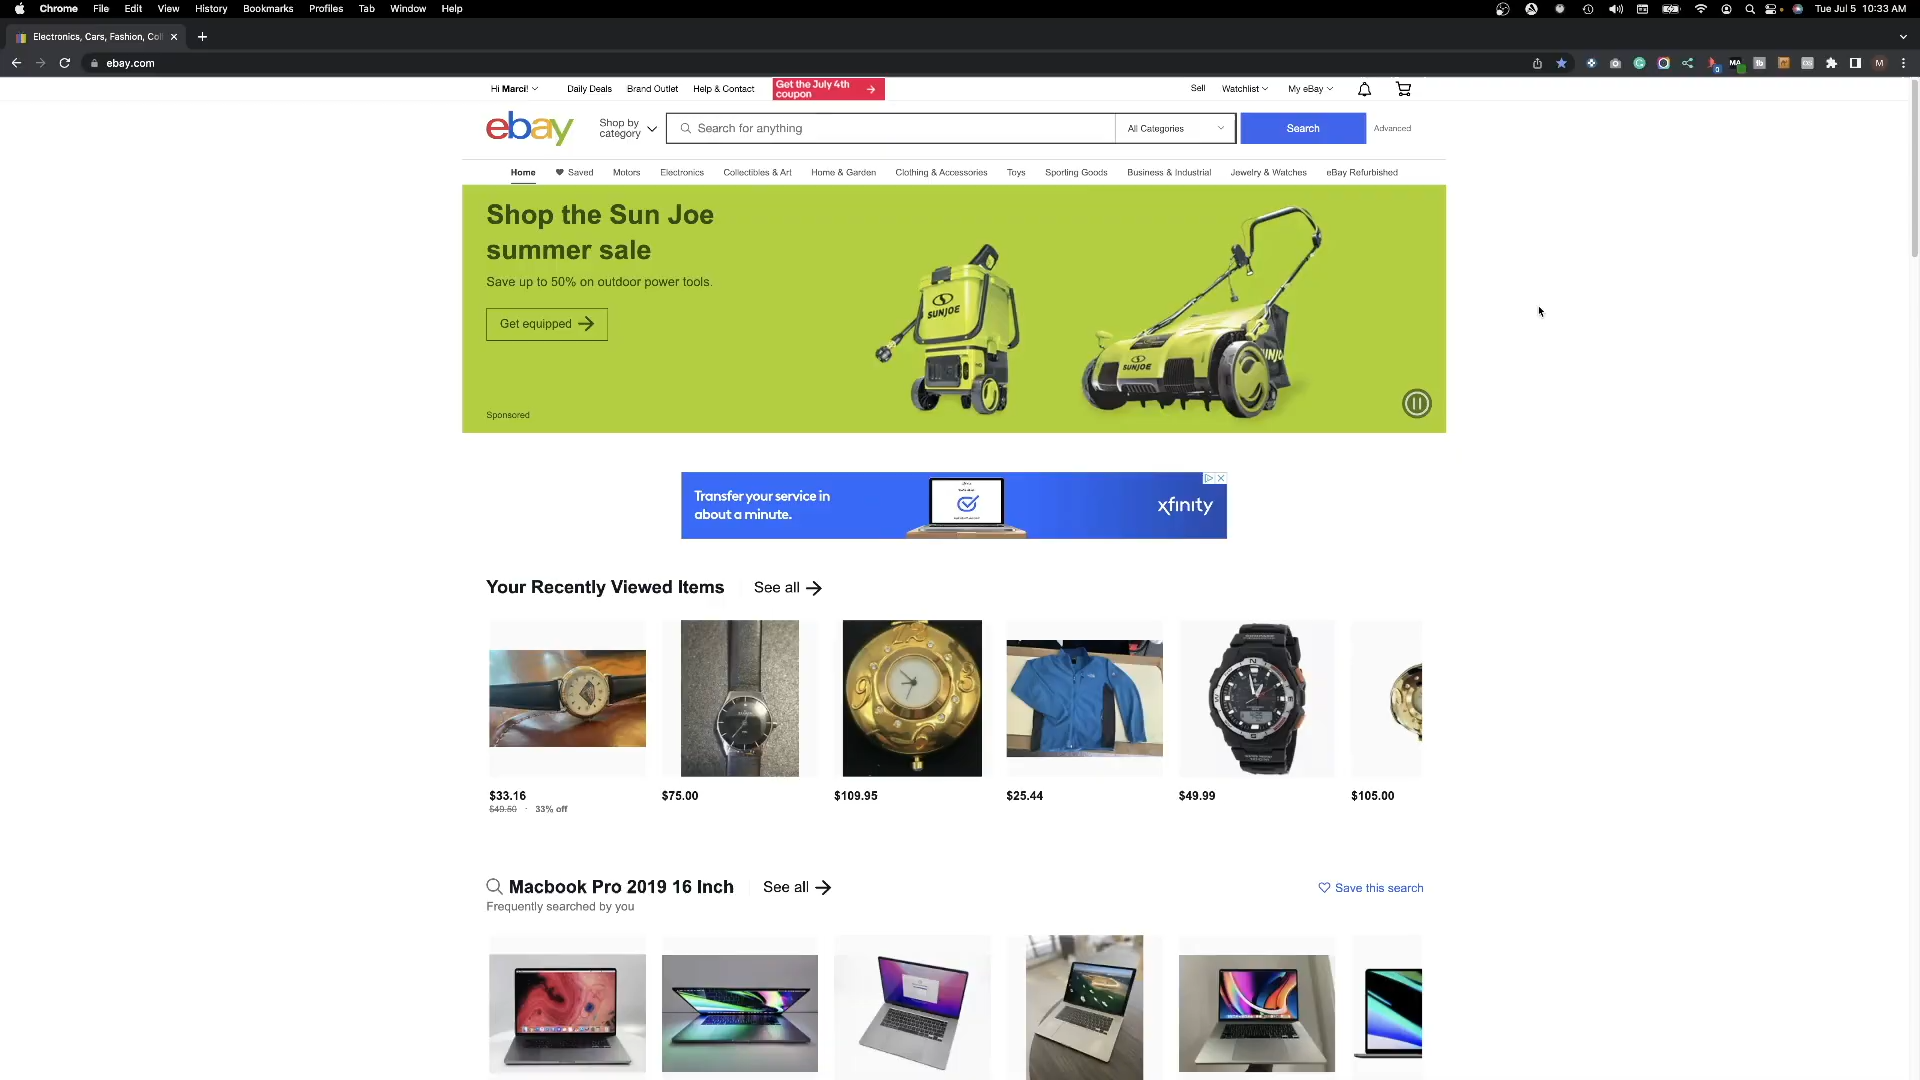 Chrome File Edit View History Bookmarks Profiles Tab Window Help
Tue Jul 5 10:33 AM
Electronics, Cars, Fashion, Col
ebay.com
Hi Marci! Daily Deals Brand Outlet Help & Contact
Get the July 4th
coupon
Sell Watchlist My eBay
ebay
Shop by
category
Search for anything
All Categories
Search
Advanced
Home Saved Motors Electronics Collectibles & Art Home & Garden Clothing & Accessories Toys Sporting Goods Business & Industrial Jewelry & Watches eBay Refurbished
Shop the Sun Joe
summer sale
Save up to 50% on outdoor power tools.
Get equipped
SUNJOE
SUNJOE
Sponsored
Transfer your service in
about a minute.
xfinity
Your Recently Viewed Items See all
$33.16 $75.00 $109.95 $25.44 $49.99 $105.00
$49.50 · 33% off
Macbook Pro 2019 16 Inch See all
Save this search
Frequently searched by you